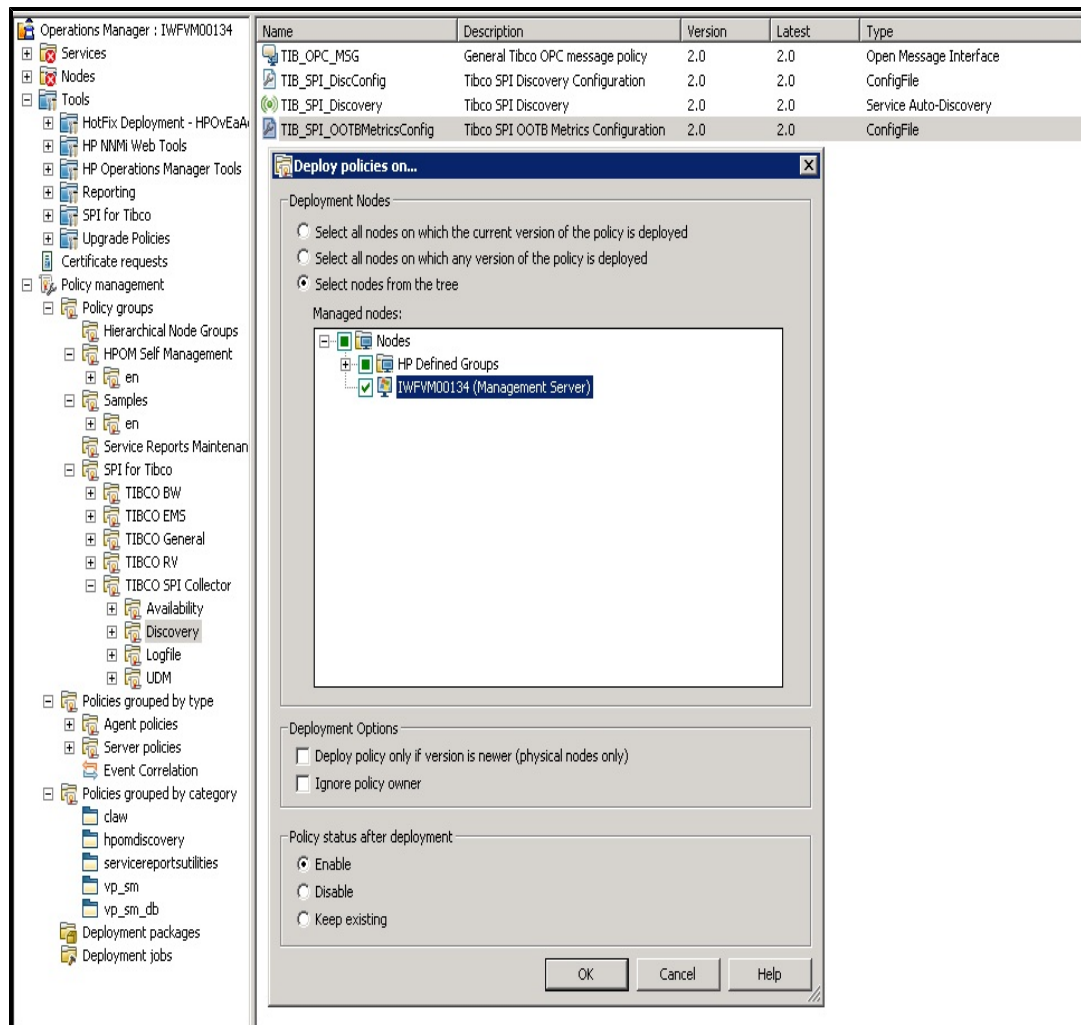 Operations Manager : IWFVM00134
Services
Nodes
Tools
HotFix Deployment - HPOvEaA
HP NNMi Web Tools
HP Operations Manager Tools
Reporting
SPI for Tibco
Upgrade Policies
Certificate requests
Policy management
Policy groups
Hierarchical Node Groups
HPOM Self Management
en
Samples
en
Service Reports Maintenan
SPI for Tibco
TIBCO BW
TIBCO EMS
TIBCO General
TIBCO RV
TIBCO SPI Collector
Availability
Discovery
Logfile
UDM
Policies grouped by type
Agent policies
Server policies
Event Correlation
Policies grouped by category
claw
hpomdiscovery
servicereportsutilities
vp_sm
vp_sm_db
Deployment packages
Deployment jobs
Name Description Version Latest Type
TIB_OPC_MSG General Tibco OPC message policy 2.0 2.0 Open Message Interface
TIB_SPI_DiscConfig Tibco SPI Discovery Configuration 2.0 2.0 ConfigFile
TIB_SPI_Discovery Tibco SPI Discovery 2.0 2.0 Service Auto-Discovery
TIB_SPI_OOTBMetricsConfig Tibco SPI OOTB Metrics Configuration 2.0 2.0 ConfigFile
Deploy policies on...
Deployment Nodes
Select all nodes on which the current version of the policy is deployed
Select all nodes on which any version of the policy is deployed
Select nodes from the tree
Managed nodes:
Nodes
HP Defined Groups
IWFVM00134 (Management Server)
Deployment Options
Deploy policy only if version is newer (physical nodes only)
Ignore policy owner
Policy status after deployment
Enable
Disable
Keep existing
OK Cancel Help